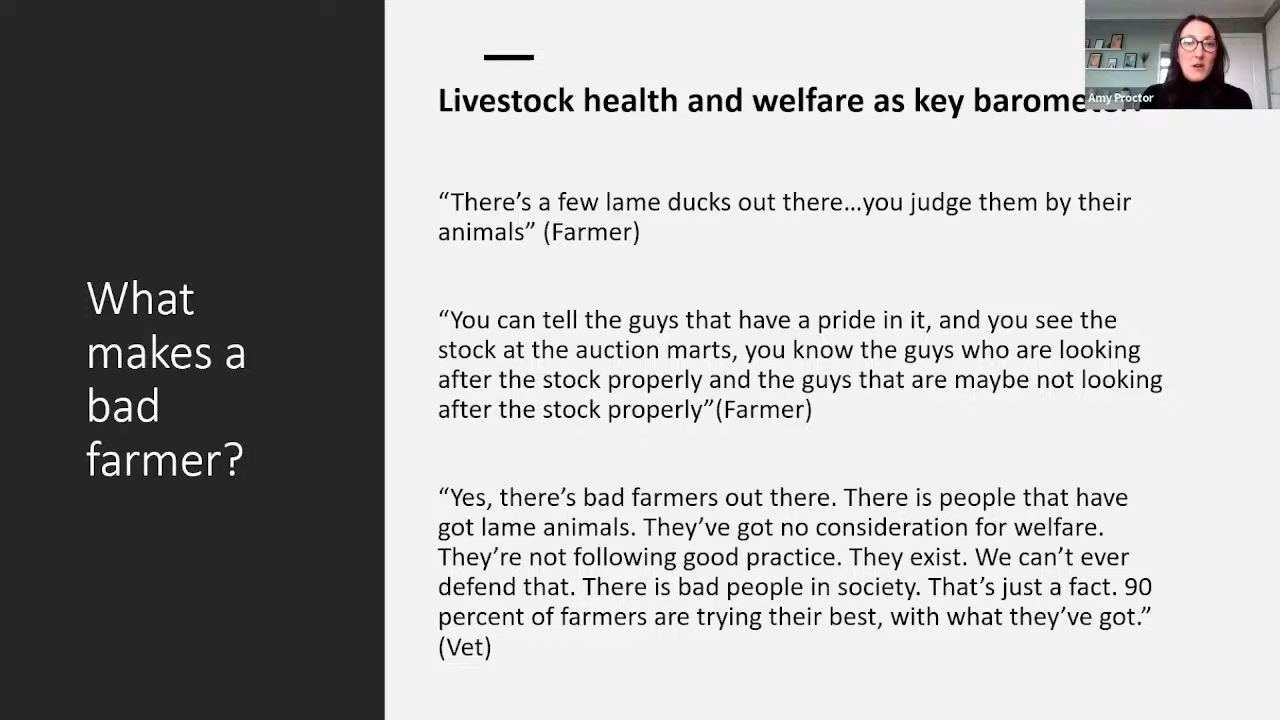 Livestock health and welfare as key
Amy Proctor
“There’s a few lame ducks out there…you judge them by their
animals” (Farmer)
“You can tell the guys that have a pride in it, and you see the
stock at the auction marts, you know the guys who are looking
after the stock properly and the guys that are maybe not looking
after the stock properly”(Farmer)
“Yes, there’s bad farmers out there. There is people that have
got lame animals. They’ve got no consideration for welfare.
They’re not following good practice. They exist. We can’t ever
defend that. There is bad people in society. That’s just a fact. 90
percent of farmers are trying their best, with what they’ve got.”
(Vet)
What
makes a
bad
farmer?